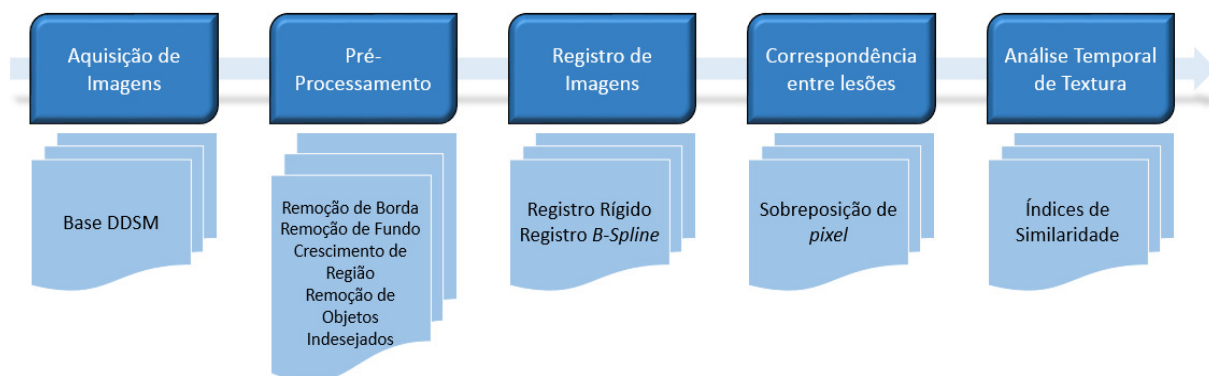 Aquisição de
Imagens
Pré-
Processamento
Registro de
Imagens
Correspondência
entre lesões
Análise Temporal
de Textura
Base DDSM
Remoção de Borda
Remoção de Fundo
Crescimento de
Região
Remoção de
Objetos
Indesejados
Registro Rígido
Registro B-Spline
Sobreposição de
pixel
Índices de
Similaridade